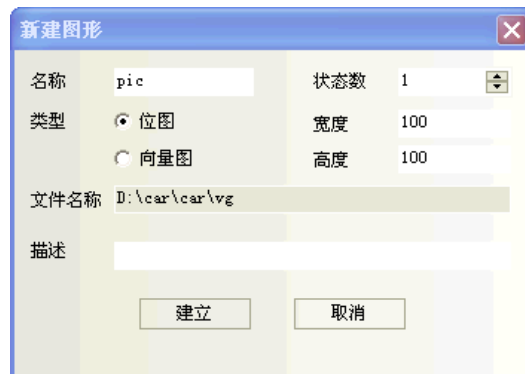 新建图形
名称 pic 状态数 1
类型 位图 宽度 100
向量图 高度 100
文件名称 D:\car\car\vg
描述
建立 取消